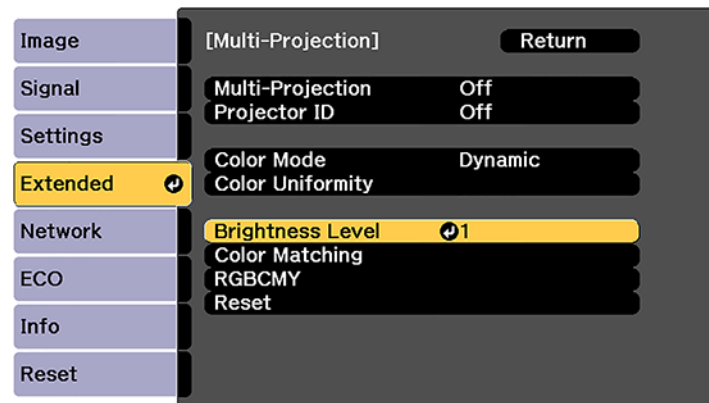 Image
Signal
Settings
Extended
Network
ECO
Info
Reset
[Multi-Projection] Return
Multi-Projection Off
Projector ID Off
Color Mode Dynamic
Color Uniformity
Brightness Level 1
Color Matching
RGBCMY
Reset